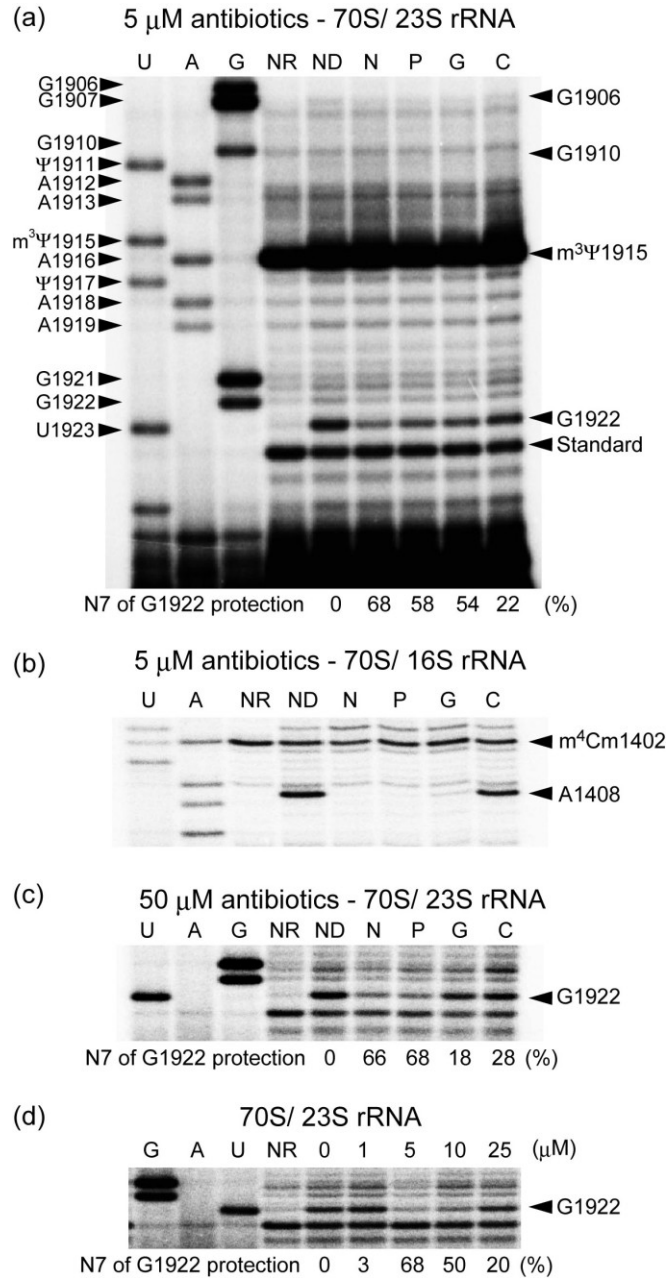 (a) 5 μM antibiotics - 70S/ 23S rRNA
U A G NR ND N P G C
G1906
G1907
G1910
Ψ1911
A1912
A1913
m³Ψ1915
A1916
Ψ1917
A1918
A1919
G1921
G1922
U1923
G1906
G1910
m³Ψ1915
G1922
Standard
N7 of G1922 protection 0 68 58 54 22 (%)
(b) 5 μM antibiotics - 70S/ 16S rRNA
U A NR ND N P G C
m⁴Cm1402
A1408
(c) 50 μM antibiotics - 70S/ 23S rRNA
U A G NR ND N P G C
G1922
N7 of G1922 protection 0 66 68 18 28 (%)
(d) 70S/ 23S rRNA
G A U NR 0 1 5 10 25 (μM)
G1922
N7 of G1922 protection 0 3 68 50 20 (%)